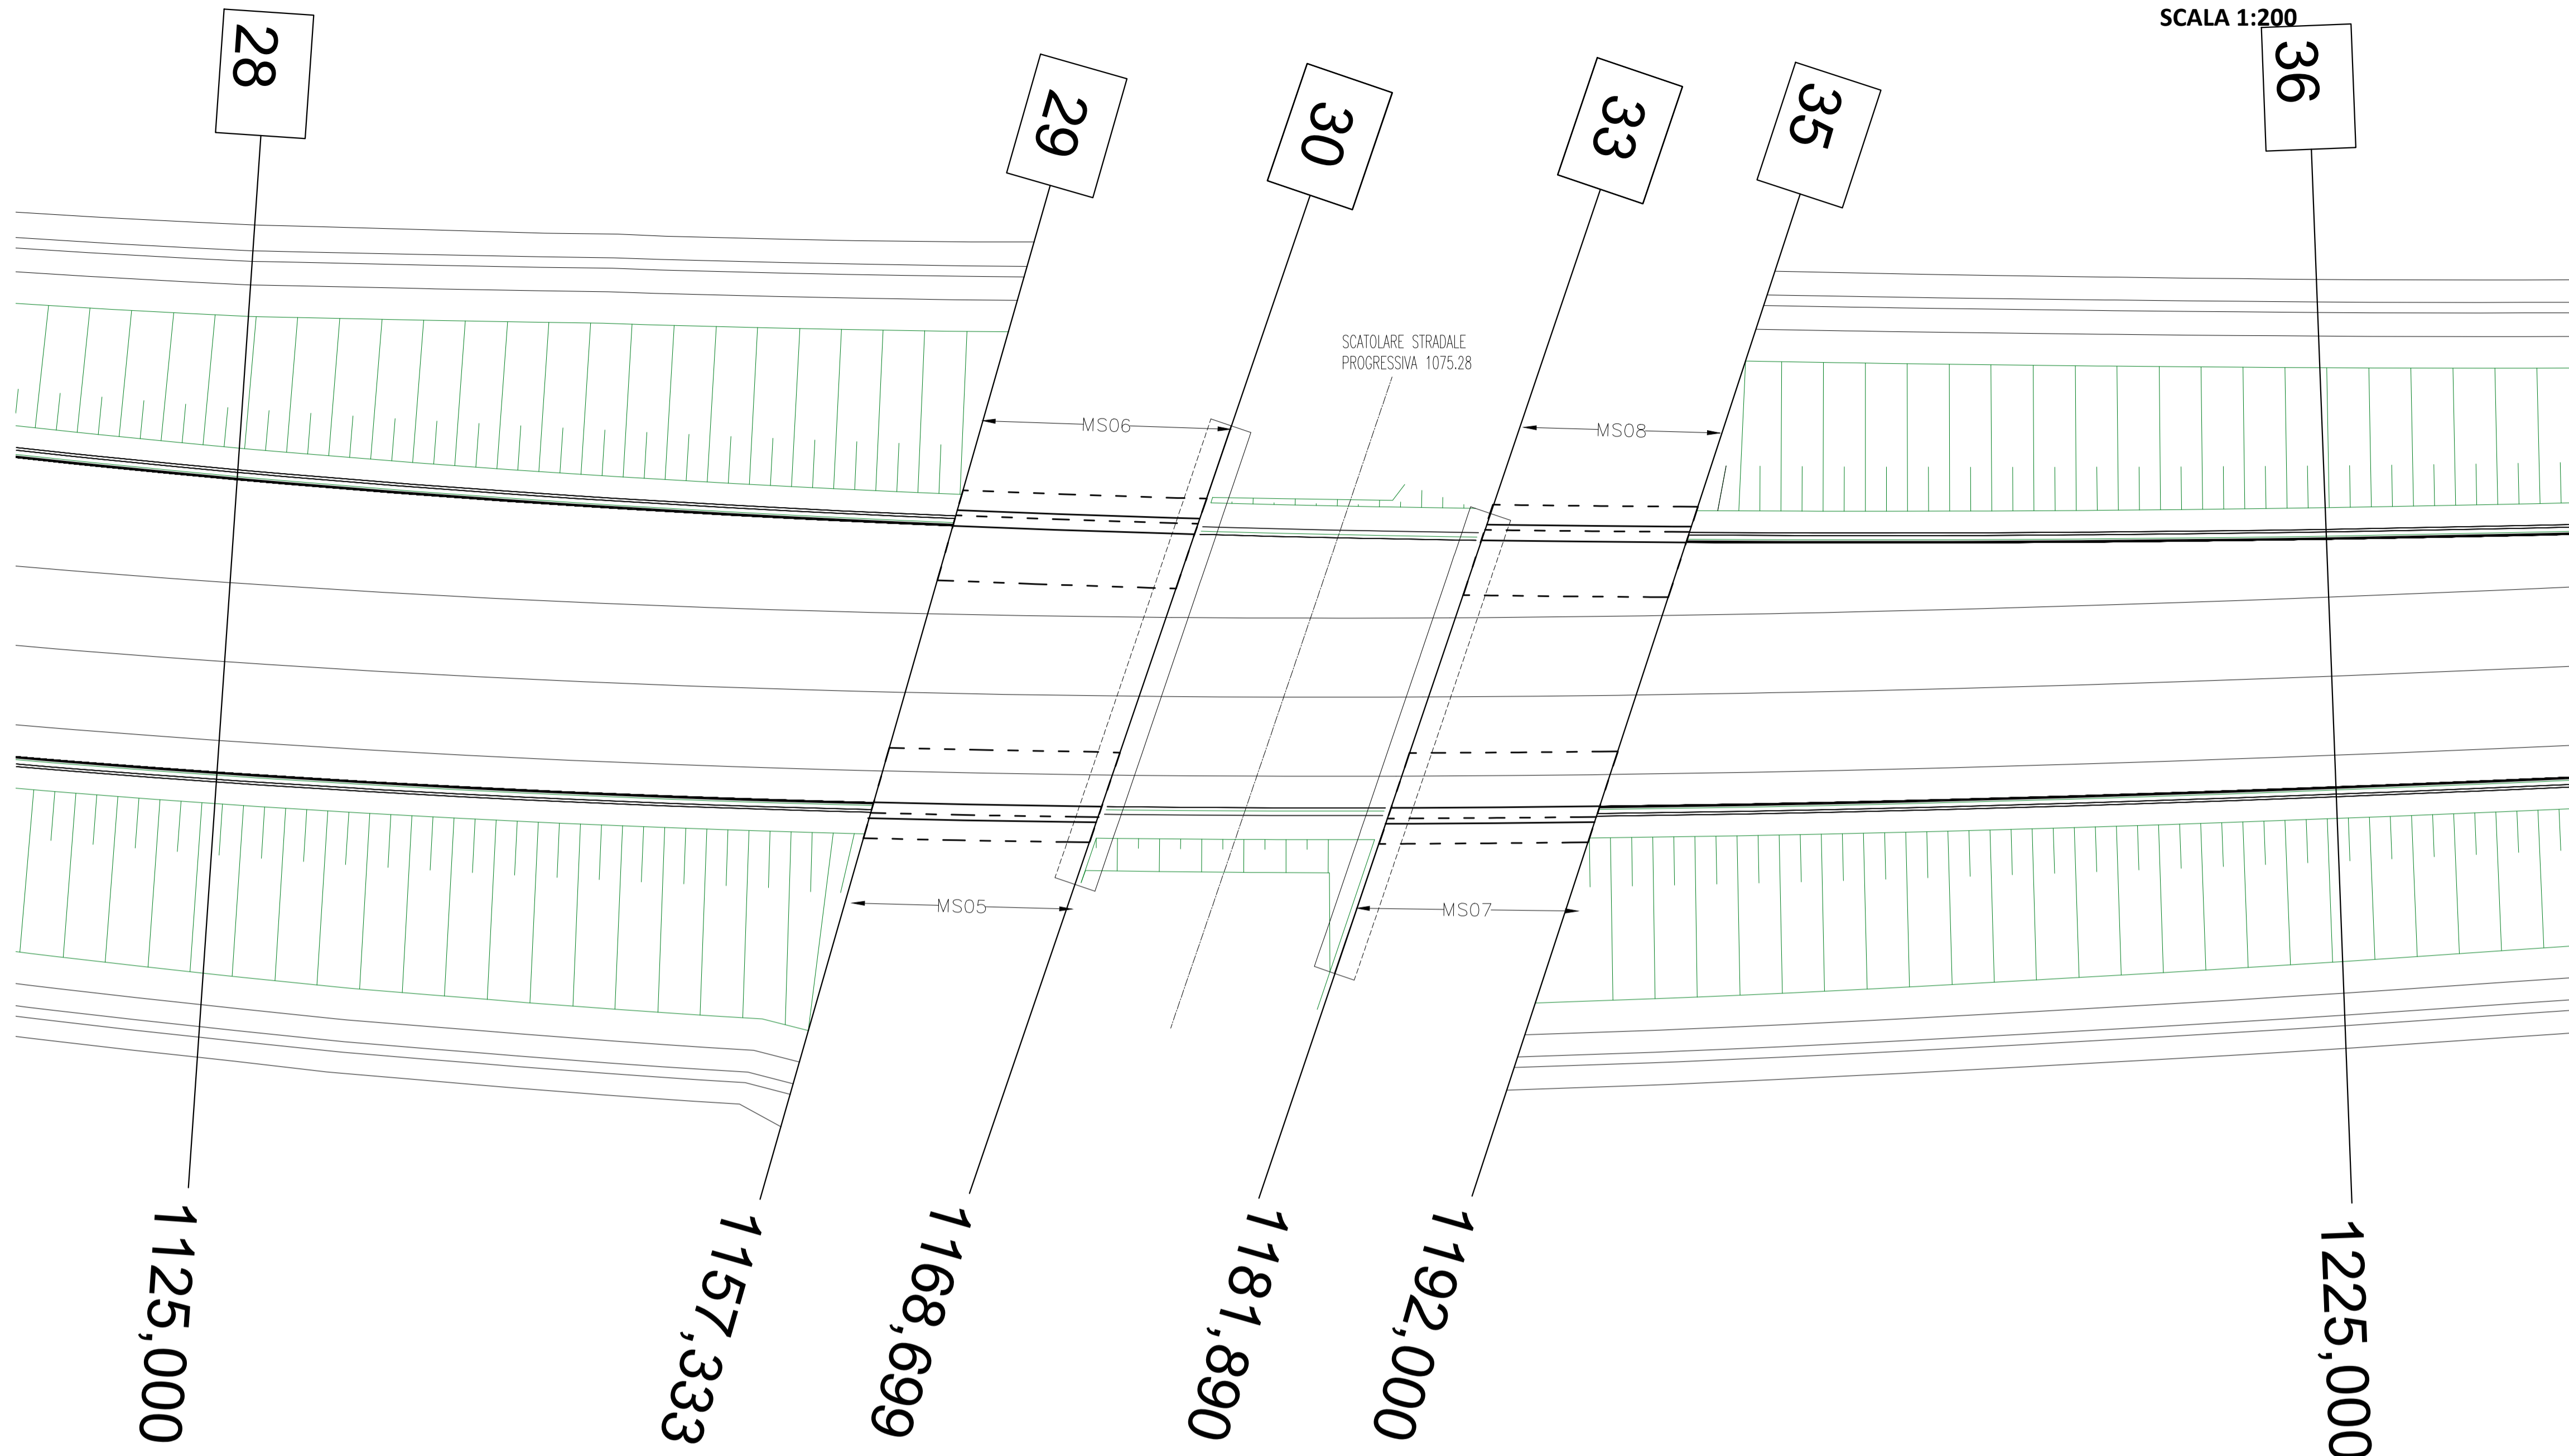 SCALA 1:200
28
29
30
33
35
36
SCATOLARE STRADALE
PROGRESSIVA 1075.28
MS06
MS08
MS05
MS07
1125,000
1157,333
1168,699
1181,890
1192,000
1225,000